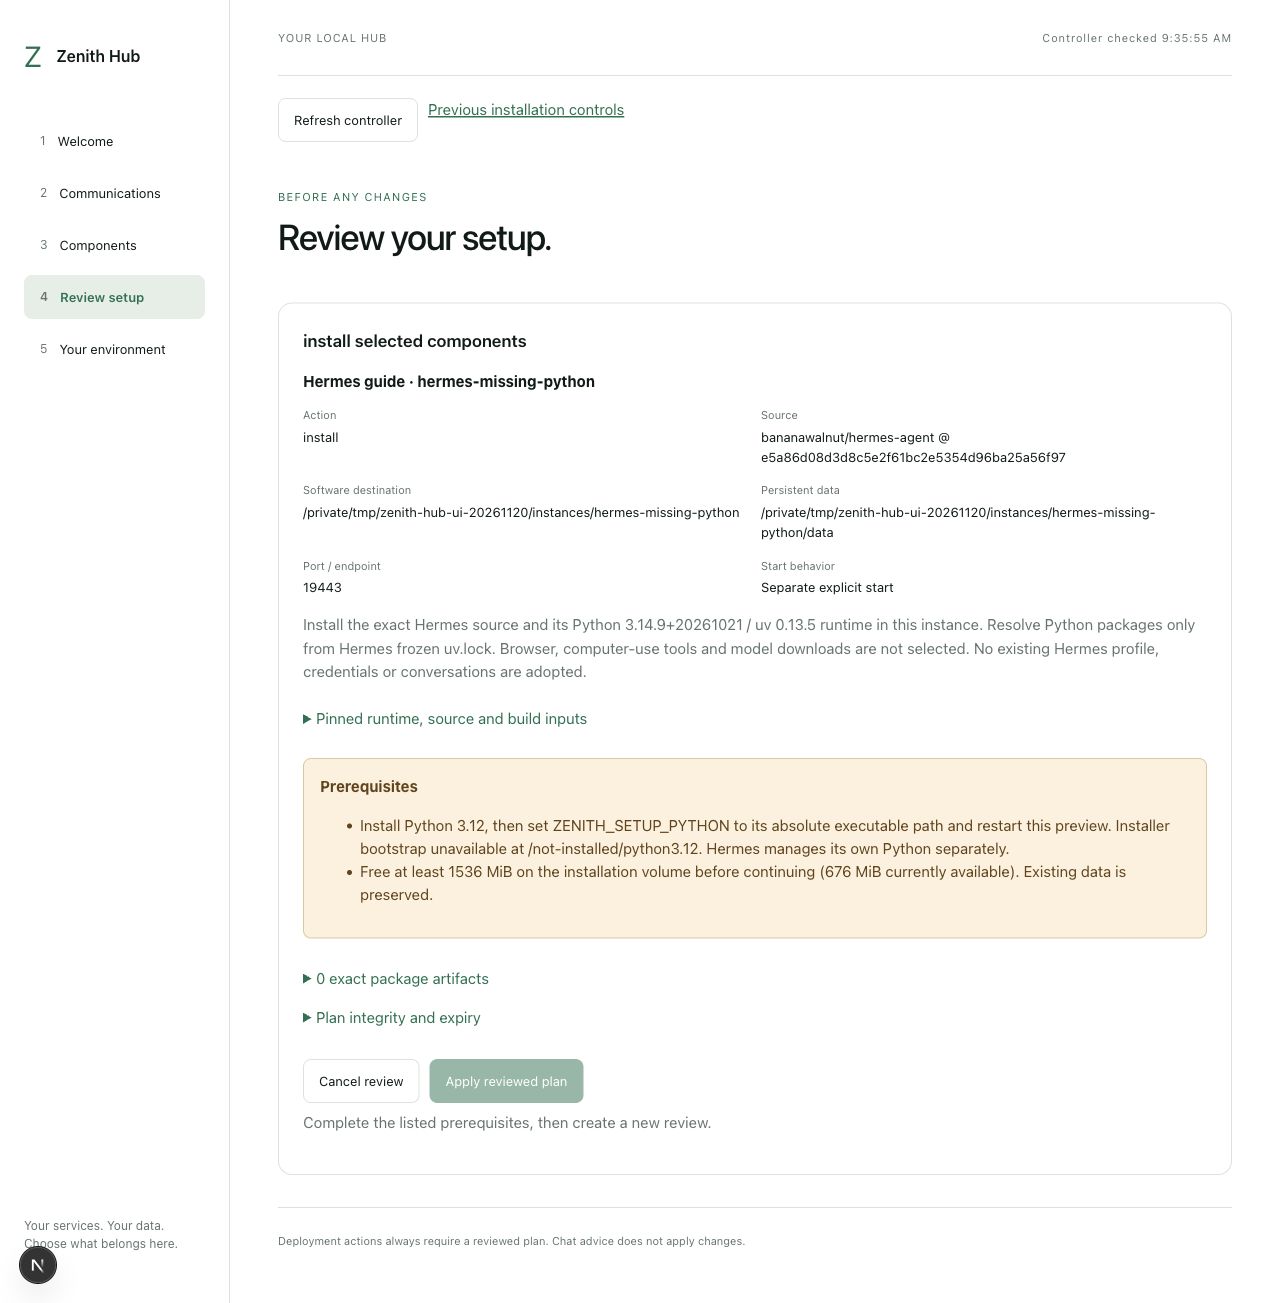 Z Zenith Hub
1 Welcome
2 Communications
3 Components
4 Review setup
5 Your environment
Your services. Your data.
Choose what belongs here.
N
YOUR LOCAL HUB
Controller checked 9:35:55 AM
Refresh controller
Previous installation controls
BEFORE ANY CHANGES
Review your setup.
install selected components
Hermes guide · hermes-missing-python
Action
install
Source
bananawalnut/hermes-agent @
e5a86d08d3d8c5e2f61bc2e5354d96ba25a56f97
Software destination
/private/tmp/zenith-hub-ui-20261120/instances/hermes-missing-python
Persistent data
/private/tmp/zenith-hub-ui-20261120/instances/hermes-missing-
python/data
Port / endpoint
19443
Start behavior
Separate explicit start
Install the exact Hermes source and its Python 3.14.9+20261021 / uv 0.13.5 runtime in this instance. Resolve Python packages only
from Hermes frozen uv.lock. Browser, computer-use tools and model downloads are not selected. No existing Hermes profile,
credentials or conversations are adopted.
▶ Pinned runtime, source and build inputs
Prerequisites
• Install Python 3.12, then set ZENITH_SETUP_PYTHON to its absolute executable path and restart this preview. Installer
bootstrap unavailable at /not-installed/python3.12. Hermes manages its own Python separately.
• Free at least 1536 MiB on the installation volume before continuing (676 MiB currently available). Existing data is
preserved.
▶ 0 exact package artifacts
▶ Plan integrity and expiry
Cancel review
Apply reviewed plan
Complete the listed prerequisites, then create a new review.
Deployment actions always require a reviewed plan. Chat advice does not apply changes.